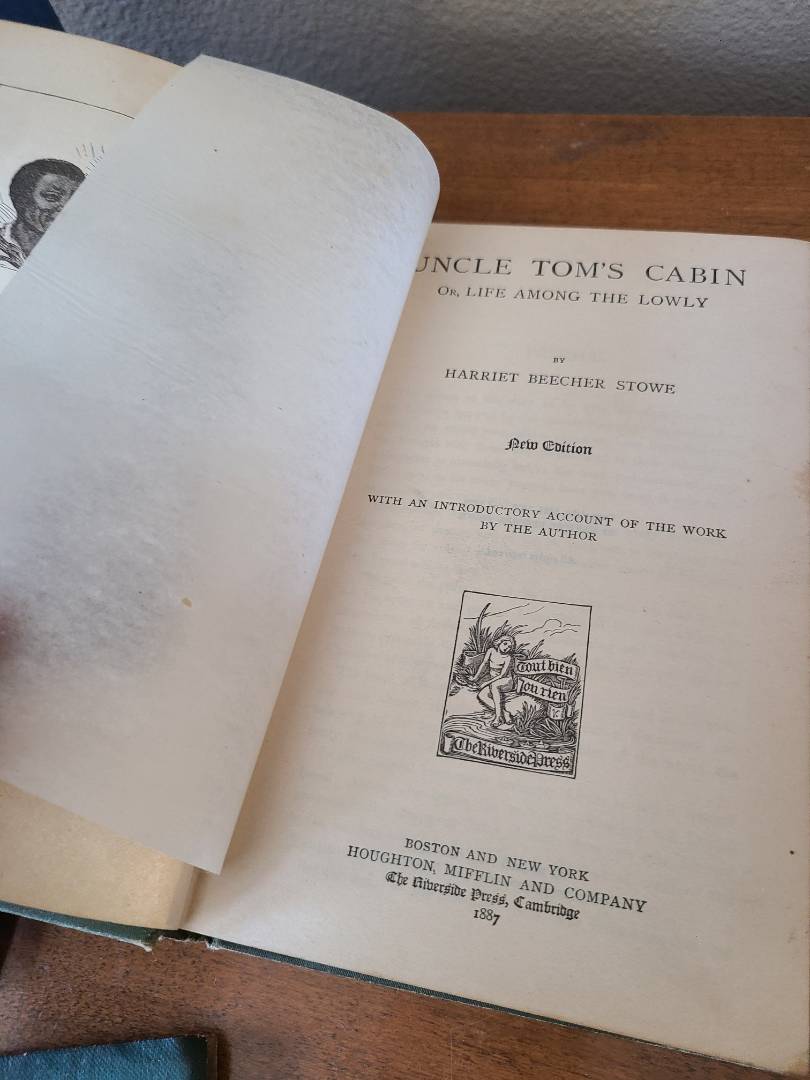 UNCLE TOM'S CABIN
OR, LIFE AMONG THE LOWLY
BY
HARRIET BEECHER STOWE
New Edition
WITH AN INTRODUCTORY ACCOUNT OF THE WORK
BY THE AUTHOR
Tout bien
ou rien
The Riverside Press
BOSTON AND NEW YORK
HOUGHTON, MIFFLIN AND COMPANY
The Riverside Press, Cambridge
1887